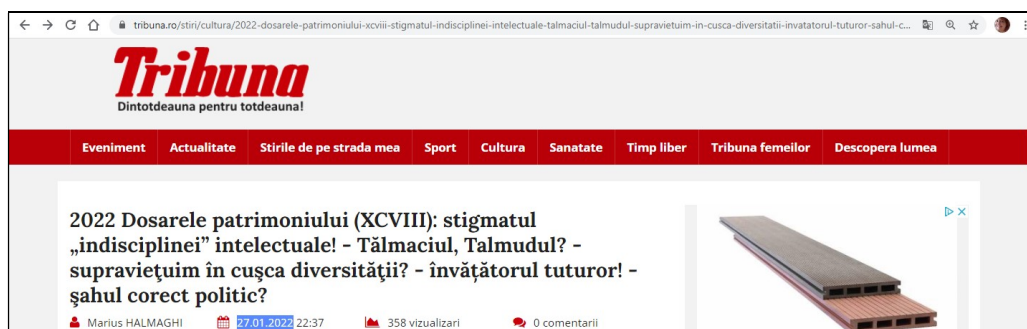 tribuna.ro/stiri/cultura/2022-dosarele-patrimoniului-xcviii-stigmatul-indisciplinei-intelectuale-talmaciul-talmudul-supravietuim-in-cusca-diversitatii-invatatorul-tuturor-sahul-c...
Tribuna
Dintotdeauna pentru totdeauna!
Eveniment Actualitate Stirile de pe strada mea Sport Cultura Sanatate Timp liber Tribuna femeilor Descopera lumea
2022 Dosarele patrimoniului (XCVIII): stigmatul
„indisciplinei” intelectuale! - Tălmaciul, Talmudul? -
supravieţuim în cuşca diversităţii? - învățătorul tuturor! -
şahul corect politic?
Marius HALMAGHI 27.01.2022 22:37 358 vizualizari 0 comentarii